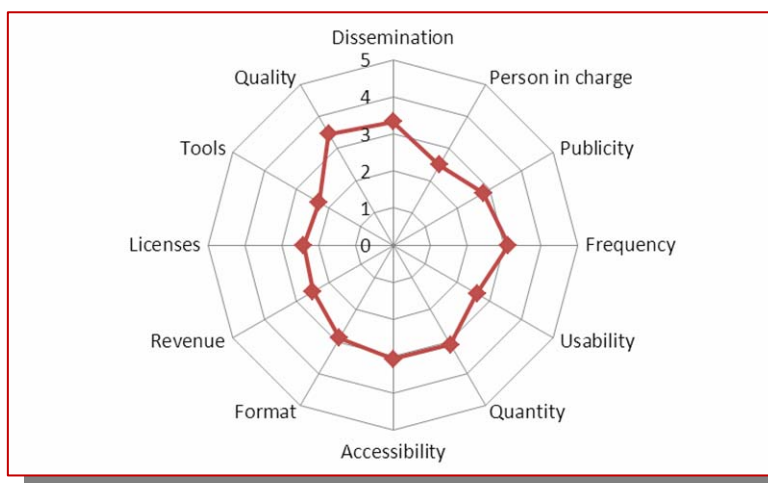 Dissemination
5
Quality
Person in charge
4
3
Tools
Publicity
2
1
Licenses
0
Frequency
Revenue
Usability
Format
Quantity
Accessibility